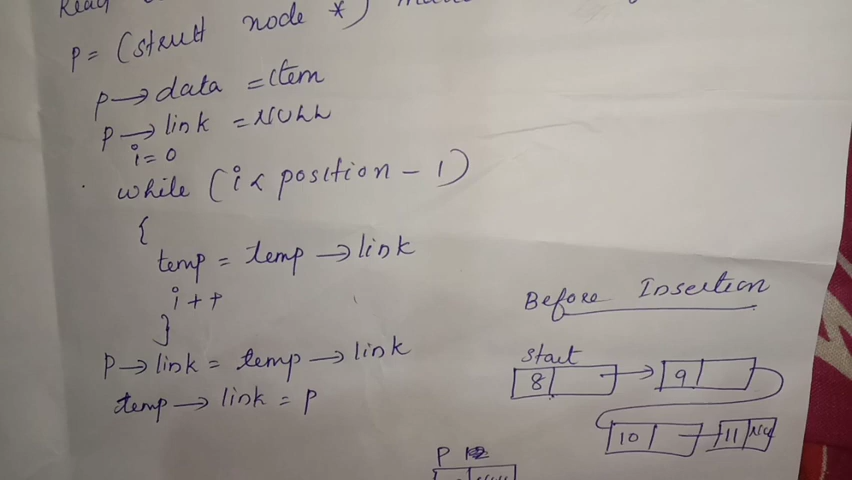 Read
P = (struct node *)
P → data = item
P → link = NULL
i = 0
while (i < position - 1)
{
temp = temp → link
i++
}
P → link = temp → link
temp → link = P
Before Insertion
start
8 9
10 11 NULL
P